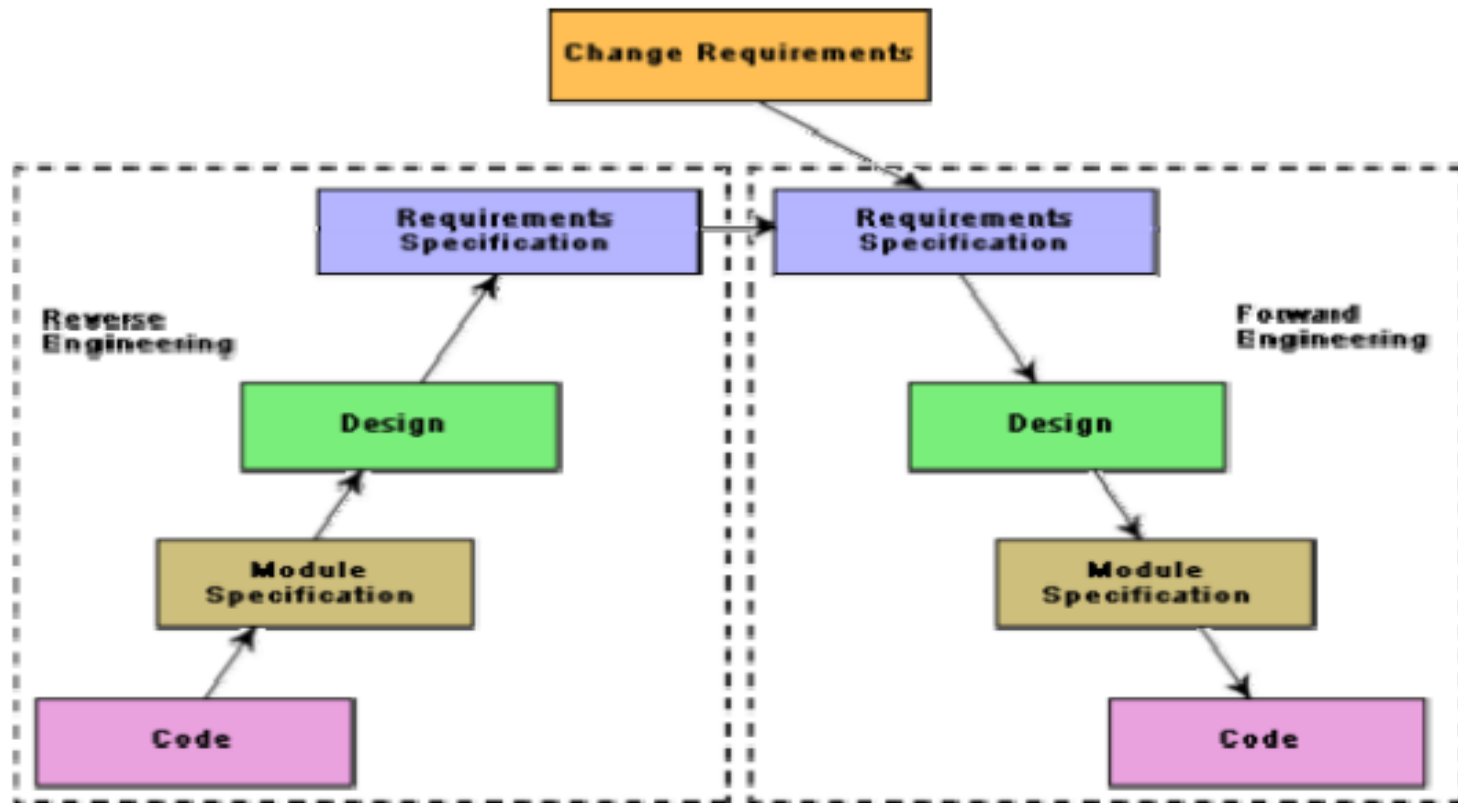 Change Requirements
Requirements
Specification
Requirements
Specification
Reverse
Engineering
Forward
Engineering
Design
Design
Module
Specification
Module
Specification
Code
Code